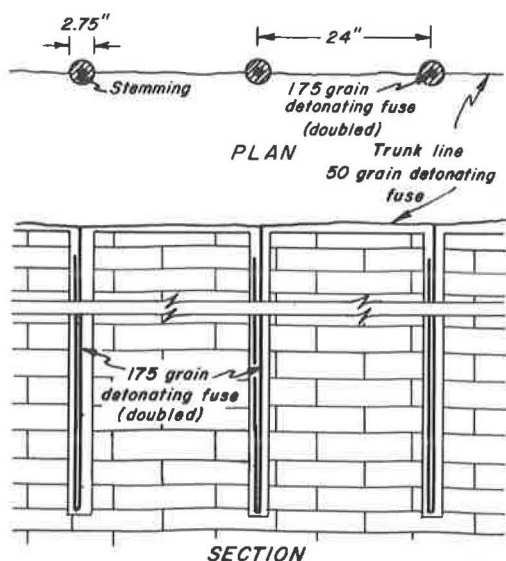 2.75"
24"
Stemming
175 grain
detonating fuse
(doubled)
PLAN
Trunk line
50 grain detonating
fuse
175 grain
detonating fuse
(doubled)
SECTION